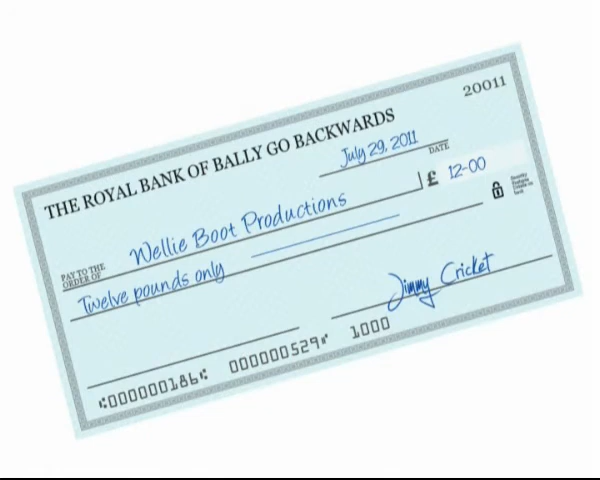 20011
THE ROYAL BANK OF BALLY GO BACKWARDS
July 29, 2011
DATE
£ 12-00
PAY TO THE
ORDER OF
Wellie Boot Productions
Twelve pounds only
Jimmy Cricket
⑆000000186⑆ 000000529⑈ 1000